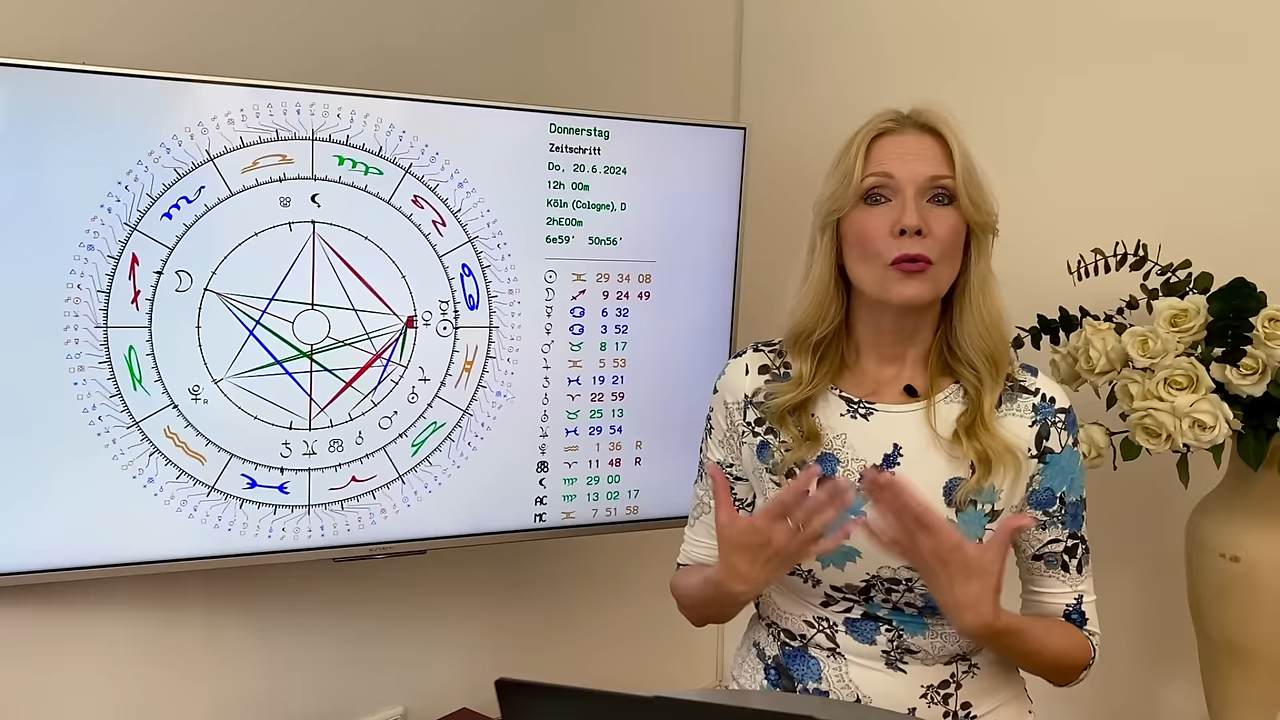 Donnerstag
Zeitschritt
Do, 20.6.2024
12h 00m
Köln (Cologne), D
2hE00m
6e59' 50n56'
☉ ♊ 29 34 08
☽ ♐ 9 24 49
☿ ♋ 6 32
♀ ♋ 3 52
♂ ♉ 8 17
♃ ♊ 5 53
♄ ♓ 19 21
⚷ ♈ 22 59
♅ ♉ 25 13
♆ ♓ 29 54
♇ ♒ 1 36 R
☊ ♈ 11 48 R
⚸ ♍ 29 00
AC ♍ 13 02 17
MC ♊ 7 51 58
SONY